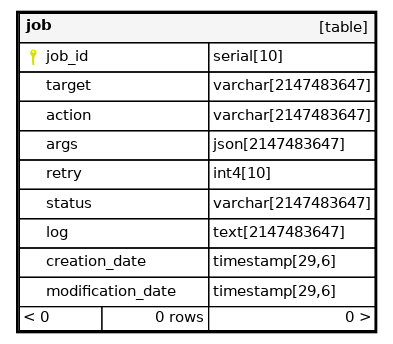 job [table]
job_id serial[10]
target varchar[2147483647]
action varchar[2147483647]
args json[2147483647]
retry int4[10]
status varchar[2147483647]
log text[2147483647]
creation_date timestamp[29,6]
modification_date timestamp[29,6]
< 0 0 rows 0 >